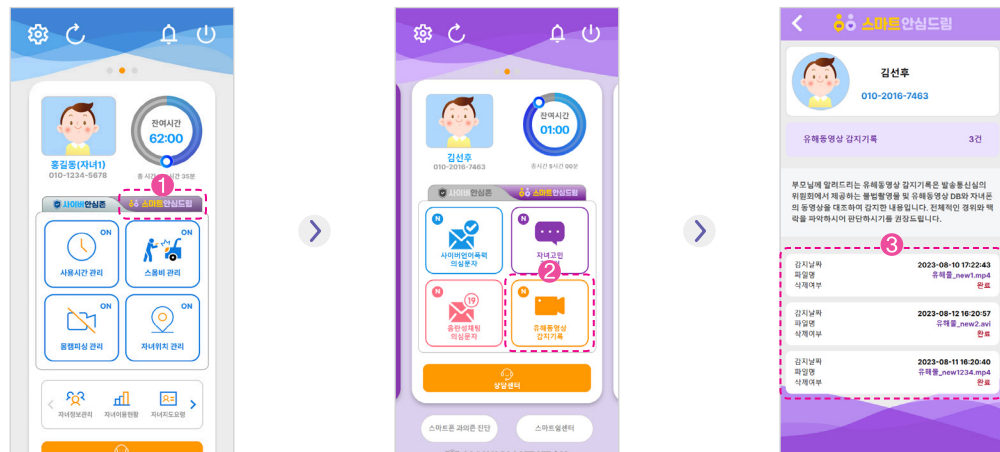 잔여시간
62:00
홍길동(자녀1)
010-1234-5678
1
사이버안심존
스마트안심드림
ON
사용시간 관리
ON
스몸비 관리
ON
몸캠피싱 관리
ON
자녀위치 관리
자녀정보관리
자녀이용현황
자녀지도요령
잔여시간
01:00
김선후
010-2016-7463
총시간 5시간 00분
사이버안심존
스마트안심드림
N
사이버언어폭력
의심문자
N
자녀고민
2
N
19
음란성채팅
의심문자
N
유해동영상
감지기록
상담센터
스마트폰 과의존 진단
스마트쉼센터
스마트안심드림
김선후
010-2016-7463
유해동영상 감지기록
3건
부모님께 알려드리는 유해동영상 감지기록은 방송통신심의
위원회에서 제공하는 불법촬영물 및 유해동영상 DB와 자녀폰
의 동영상을 대조하여 감지한 내용입니다. 전체적인 경위와 맥
락을 파악하시어 판단하시기를 권장드립니다.
3
감지날짜 2023-08-10 17:22:43
파일명 유해물_new1.mp4
삭제여부 완료
감지날짜 2023-08-12 16:20:57
파일명 유해물_new2.avi
삭제여부 완료
감지날짜 2023-08-11 16:20:40
파일명 유해물_new1234.mp4
삭제여부 완료